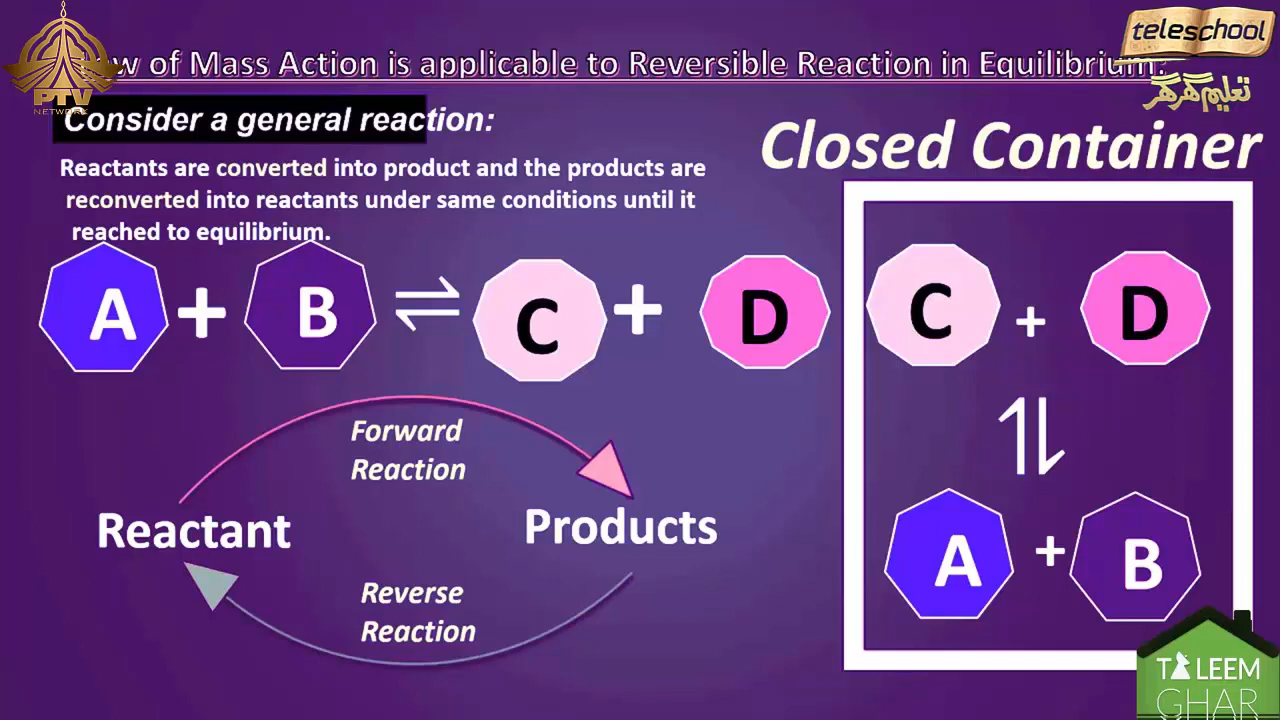 teleschool
تعلیم گھر گھر
of Mass Action is applicable to Reversible Reaction in Equilibrium:
PTV
NETWORK
Consider a general reaction:
Closed Container
Reactants are converted into product and the products are
reconverted into reactants under same conditions until it
reached to equilibrium.
A + B ⇌ C + D
C + D
⥮
A + B
Forward
Reaction
Reactant
Products
Reverse
Reaction
TALEEM
GHAR